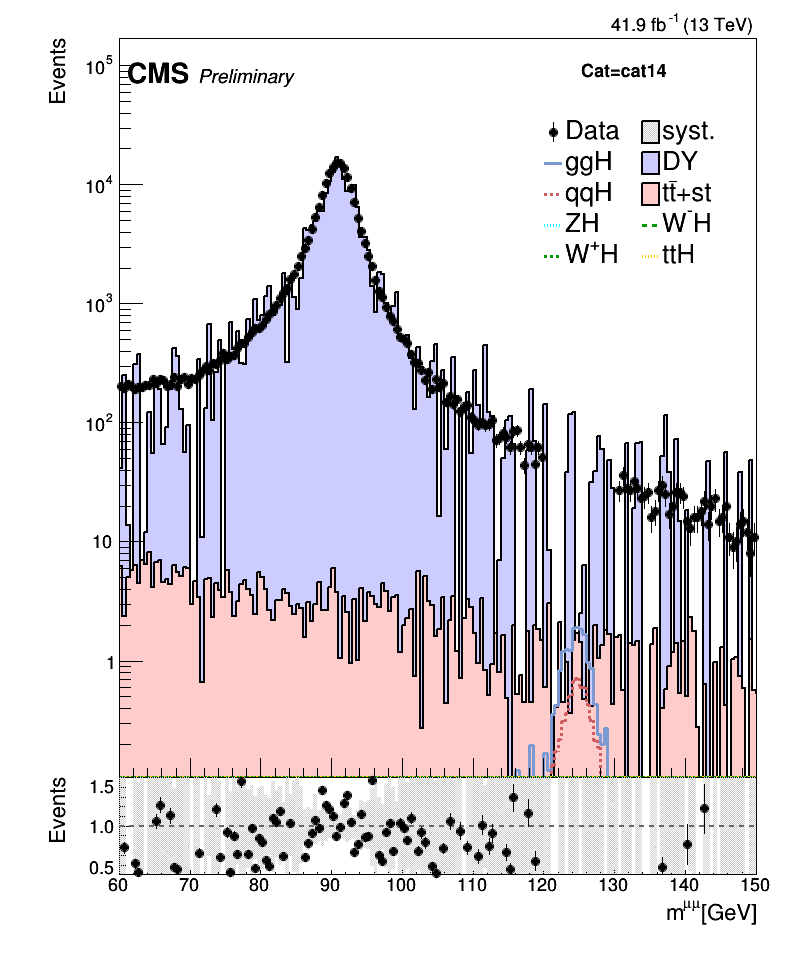 41.9 fb⁻¹ (13 TeV)
Events
10⁵
CMS Preliminary
Cat=cat14
Data
syst.
ggH
DY
qqH
tt̄+st
ZH
W⁻H
W⁺H
ttH
10⁴
10³
10²
10
1
Events
1.5
1.0
0.5
60 70 80 90 100 110 120 130 140 150
m^μμ[GeV]